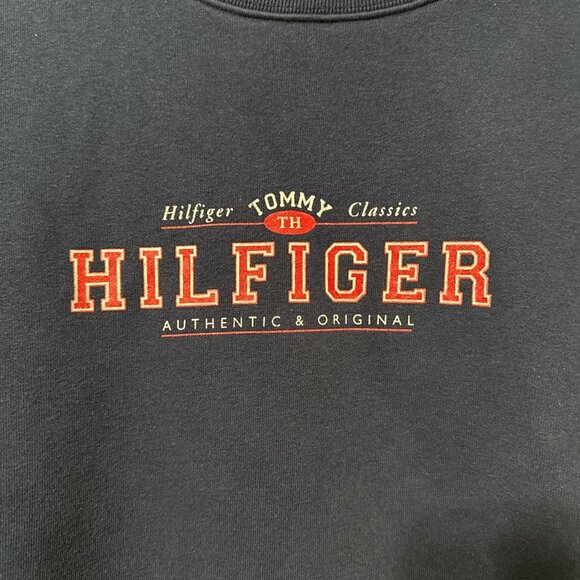 Hilfiger TOMMY Classics
TH
HILFIGER
AUTHENTIC & ORIGINAL